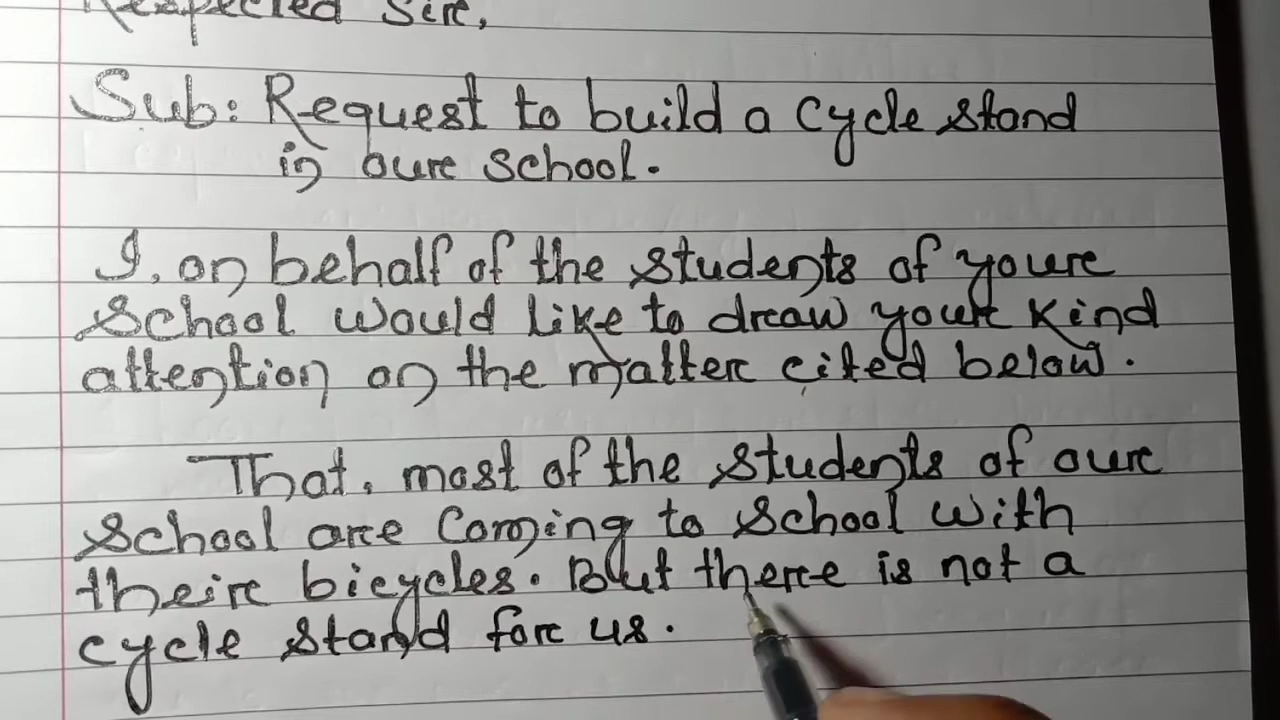 Respected Sir,
Sub: Request to build a cycle stand
in our school.
I, on behalf of the students of your
school would like to draw your kind
attention on the matter cited below.
That, most of the students of our
school are coming to school with
their bicycles. But there is not a
cycle stand for us.